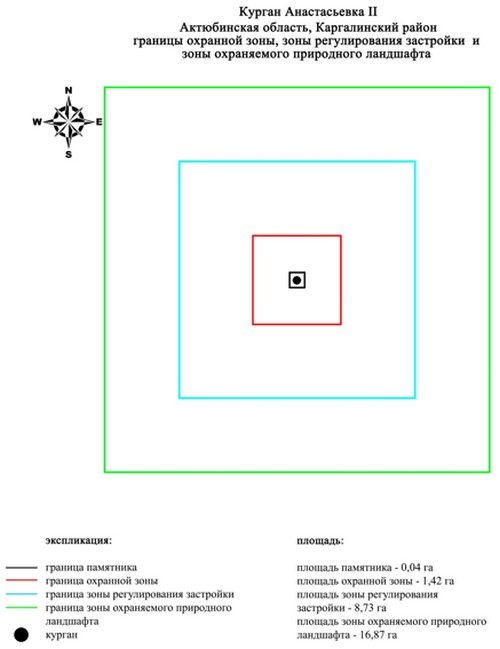 Курган Анастасьевка II
Актюбинская область, Каргалинский район
границы охранной зоны, зоны регулирования застройки и
зоны охраняемого природного ландшафта
N
W E
S
экспликация:
граница памятника
граница охранной зоны
граница зоны регулирования застройки
граница зоны охраняемого природного
ландшафта
курган
площадь:
площадь памятника - 0,04 га
площадь охранной зоны - 1,42 га
площадь зоны регулирования
застройки - 8,73 га
площадь зоны охраняемого природного
ландшафта - 16,87 га